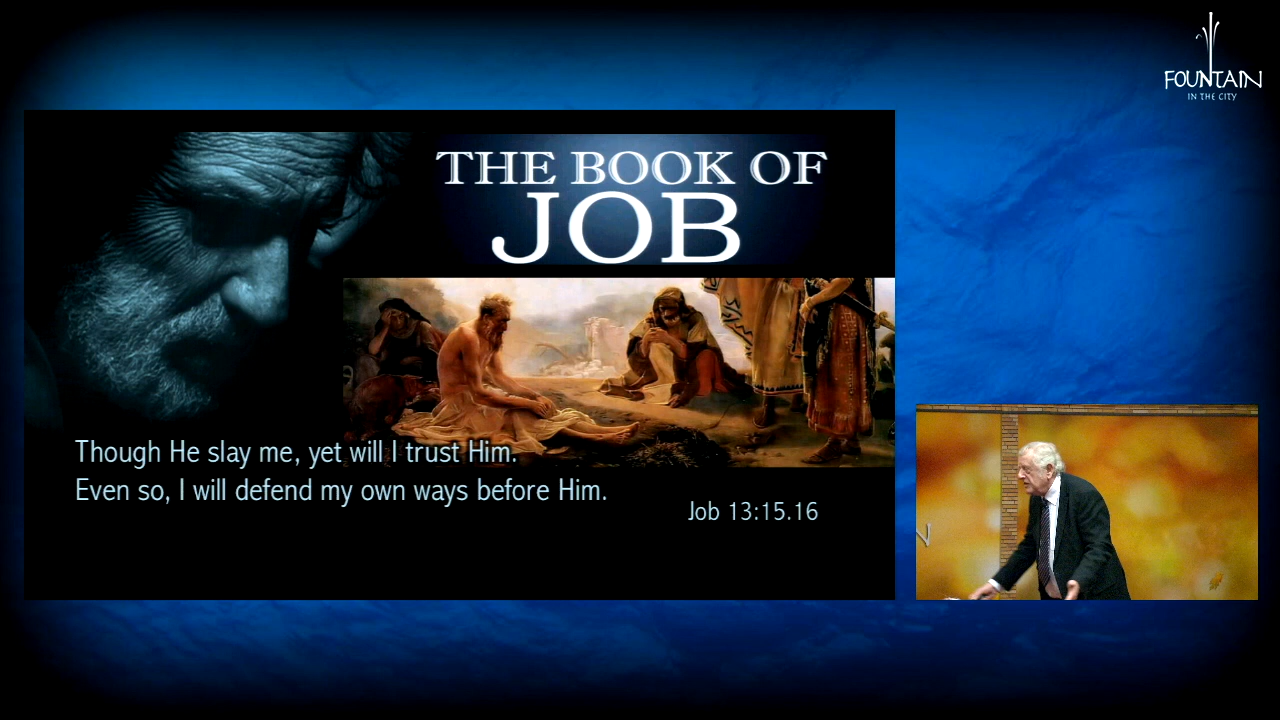 FOUNTAIN
IN THE CITY
THE BOOK OF
JOB
Though He slay me, yet will I trust Him.
Even so, I will defend my own ways before Him.
Job 13:15.16